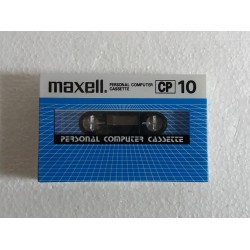 maxell. PERSONAL COMPUTER CASSETTE CP 10
PERSONAL COMPUTER CASSETTE